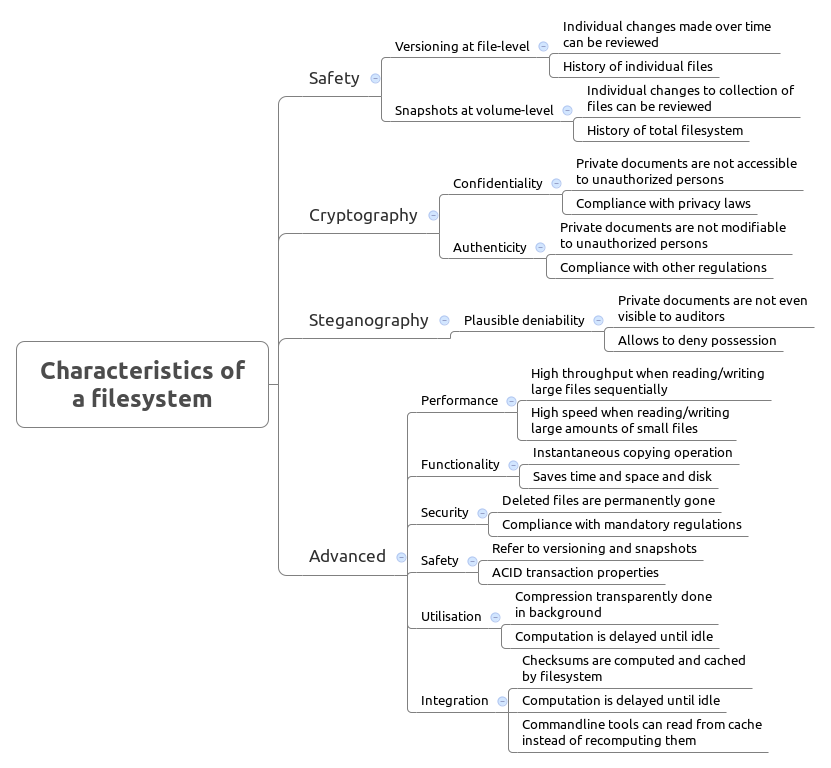 Characteristics of
a filesystem
Safety
Versioning at file-level
Individual changes made over time
can be reviewed
History of individual files
Snapshots at volume-level
Individual changes to collection of
files can be reviewed
History of total filesystem
Cryptography
Confidentiality
Private documents are not accessible
to unauthorized persons
Compliance with privacy laws
Authenticity
Private documents are not modifiable
to unauthorized persons
Compliance with other regulations
Steganography
Plausible deniability
Private documents are not even
visible to auditors
Allows to deny possession
Advanced
Performance
High throughput when reading/writing
large files sequentially
High speed when reading/writing
large amounts of small files
Functionality
Instantaneous copying operation
Saves time and space and disk
Security
Deleted files are permanently gone
Compliance with mandatory regulations
Safety
Refer to versioning and snapshots
ACID transaction properties
Utilisation
Compression transparently done
in background
Computation is delayed until idle
Integration
Checksums are computed and cached
by filesystem
Computation is delayed until idle
Commandline tools can read from cache
instead of recomputing them